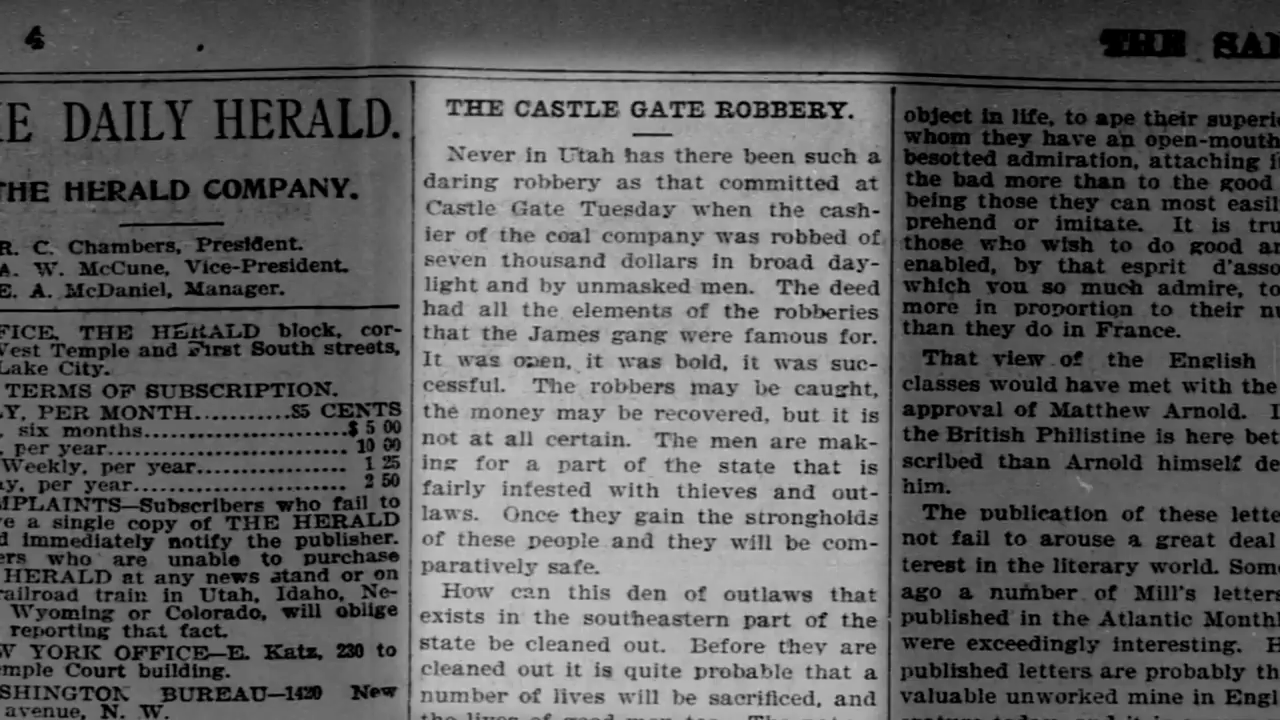 4
THE SA
E DAILY HERALD.
THE HERALD COMPANY.
R. C. Chambers, President.
A. W. McCune, Vice-President.
E. A. McDaniel, Manager.
FICE, THE HERALD block, cor-
West Temple and First South streets,
Lake City.
TERMS OF SUBSCRIPTION.
Y, PER MONTH..........85 CENTS
six months......................$ 5 00
per year........................... 10 00
Weekly, per year................ 1 25
y, per year........................ 2 50
MPLAINTS—Subscribers who fail to
e a single copy of THE HERALD
d immediately notify the publisher.
ers who are unable to purchase
HERALD at any news stand or on
railroad train in Utah, Idaho, Ne-
Wyoming or Colorado, will oblige
reporting that fact.
W YORK OFFICE—E. Katz, 230 to
emple Court building.
SHINGTON BUREAU—1420 New
avenue, N. W.
THE CASTLE GATE ROBBERY.
Never in Utah has there been such a
daring robbery as that committed at
Castle Gate Tuesday when the cash-
ier of the coal company was robbed of
seven thousand dollars in broad day-
light and by unmasked men. The deed
had all the elements of the robberies
that the James gang were famous for.
It was open, it was bold, it was suc-
cessful. The robbers may be caught,
the money may be recovered, but it is
not at all certain. The men are mak-
ing for a part of the state that is
fairly infested with thieves and out-
laws. Once they gain the strongholds
of these people and they will be com-
paratively safe.
How can this den of outlaws that
exists in the southeastern part of the
state be cleaned out. Before they are
cleaned out it is quite probable that a
number of lives will be sacrificed, and
the lives of good men too.
object in life, to ape their superi
whom they have an open-mouth
besotted admiration, attaching i
the bad more than to the good
being those they can most easil
prehend or imitate. It is tru
those who wish to do good a
enabled, by that esprit d'asso
which you so much admire, to
more in proportion to their n
than they do in France.
That view of the English
classes would have met with the
approval of Matthew Arnold. I
the British Philistine is here bet
scribed than Arnold himself de
him.
The publication of these lette
not fail to arouse a great deal
terest in the literary world. Som
ago a number of Mill's letters
published in the Atlantic Month
were exceedingly interesting. H
published letters are probably th
valuable unworked mine in Engl